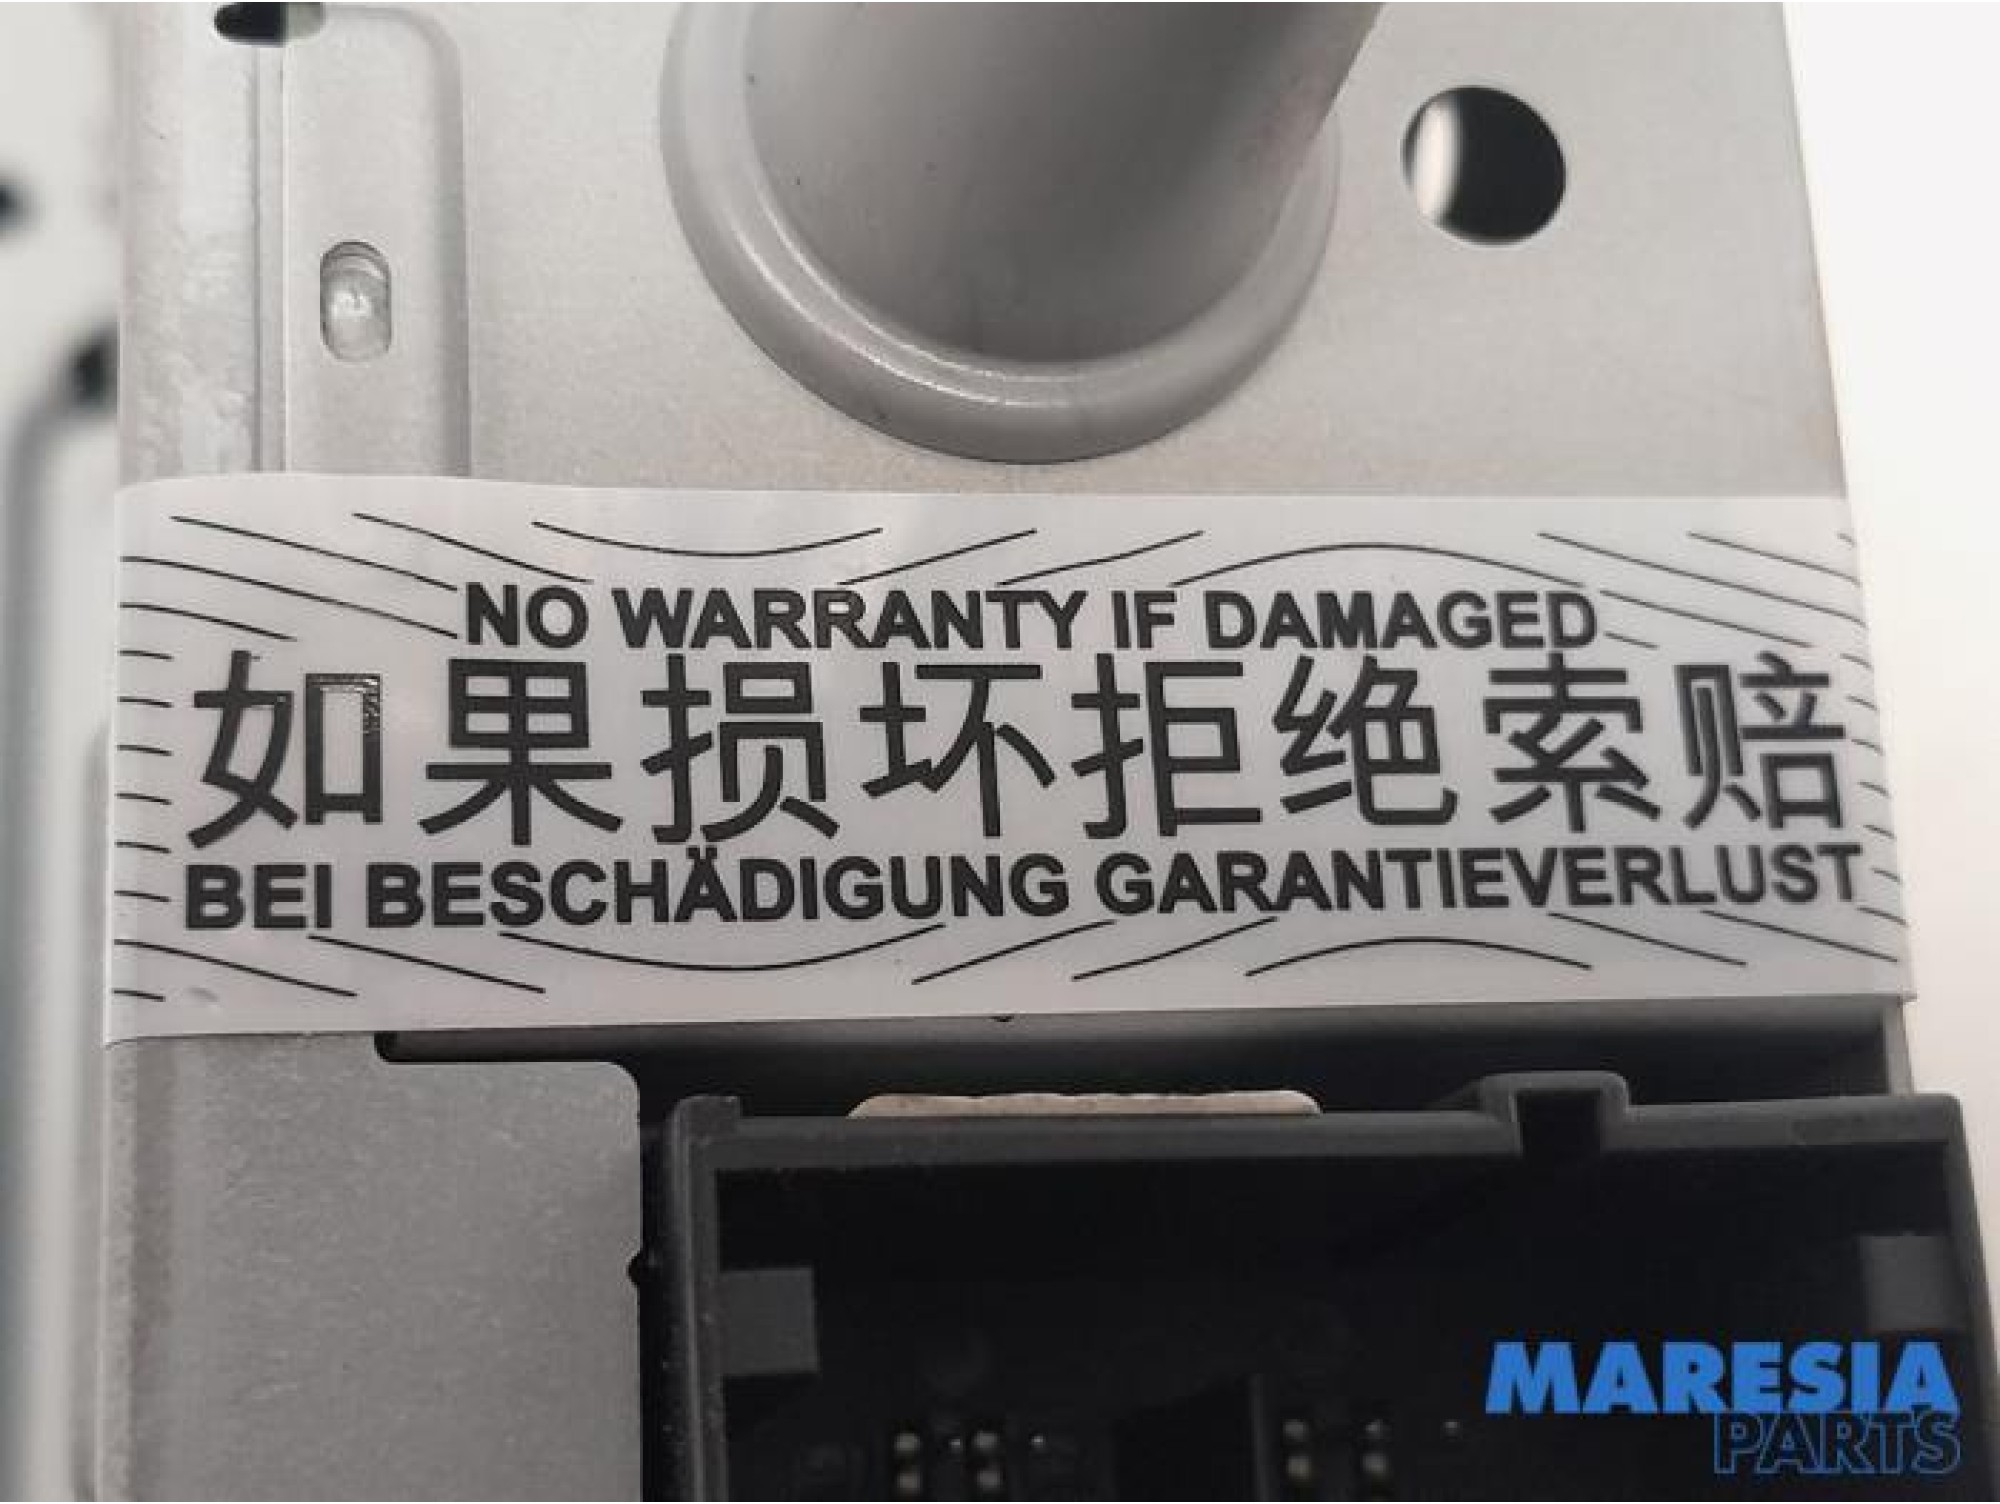 NO WARRANTY IF DAMAGED
如果损坏拒绝索赔
BEI BESCHÄDIGUNG GARANTIEVERLUST
MARESIA
PARTS